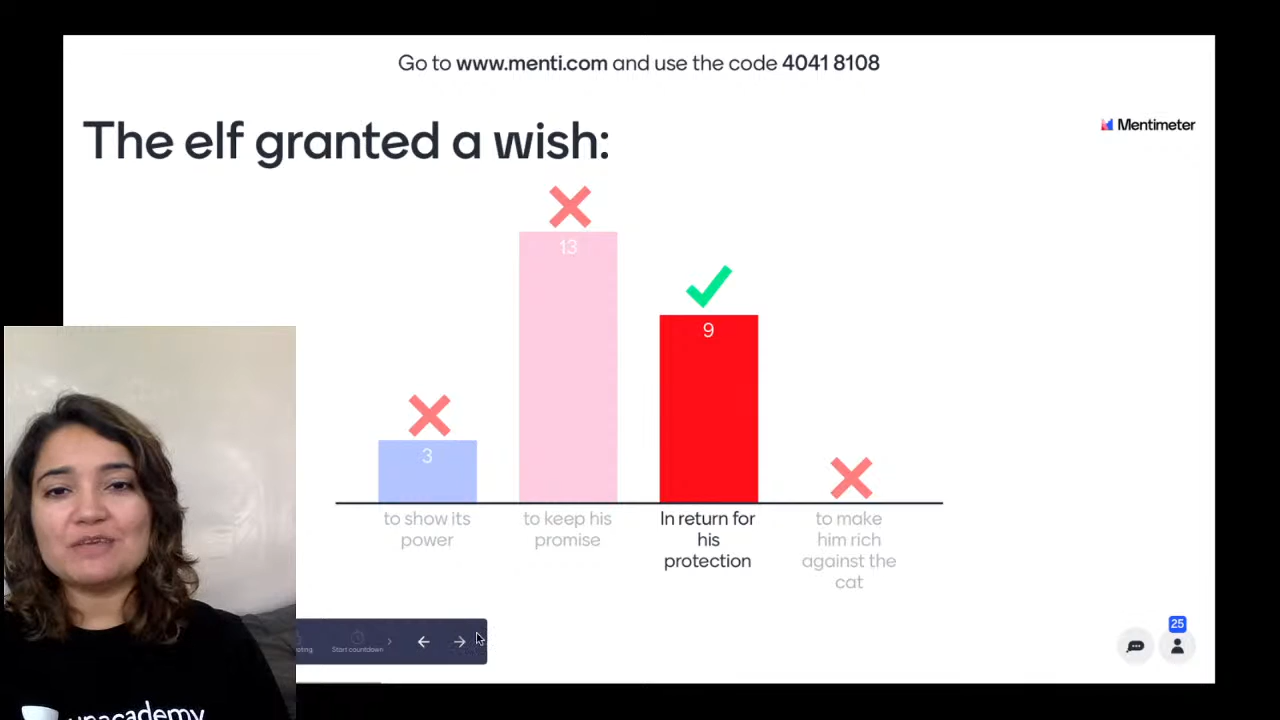 Go to www.menti.com and use the code 4041 8108
The elf granted a wish:
Mentimeter
13
9
3
to show its
power
to keep his
promise
In return for
his
protection
to make
him rich
against the
cat
Start countdown
25
unacademy